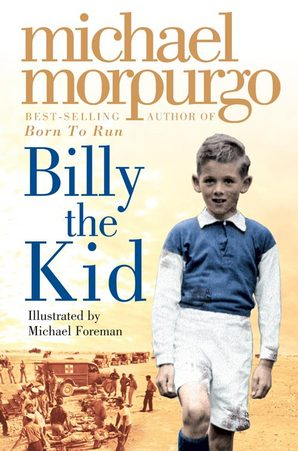 michael
morpurgo
BEST-SELLING AUTHOR OF
Born To Run
Billy
the
Kid
Illustrated by
Michael Foreman